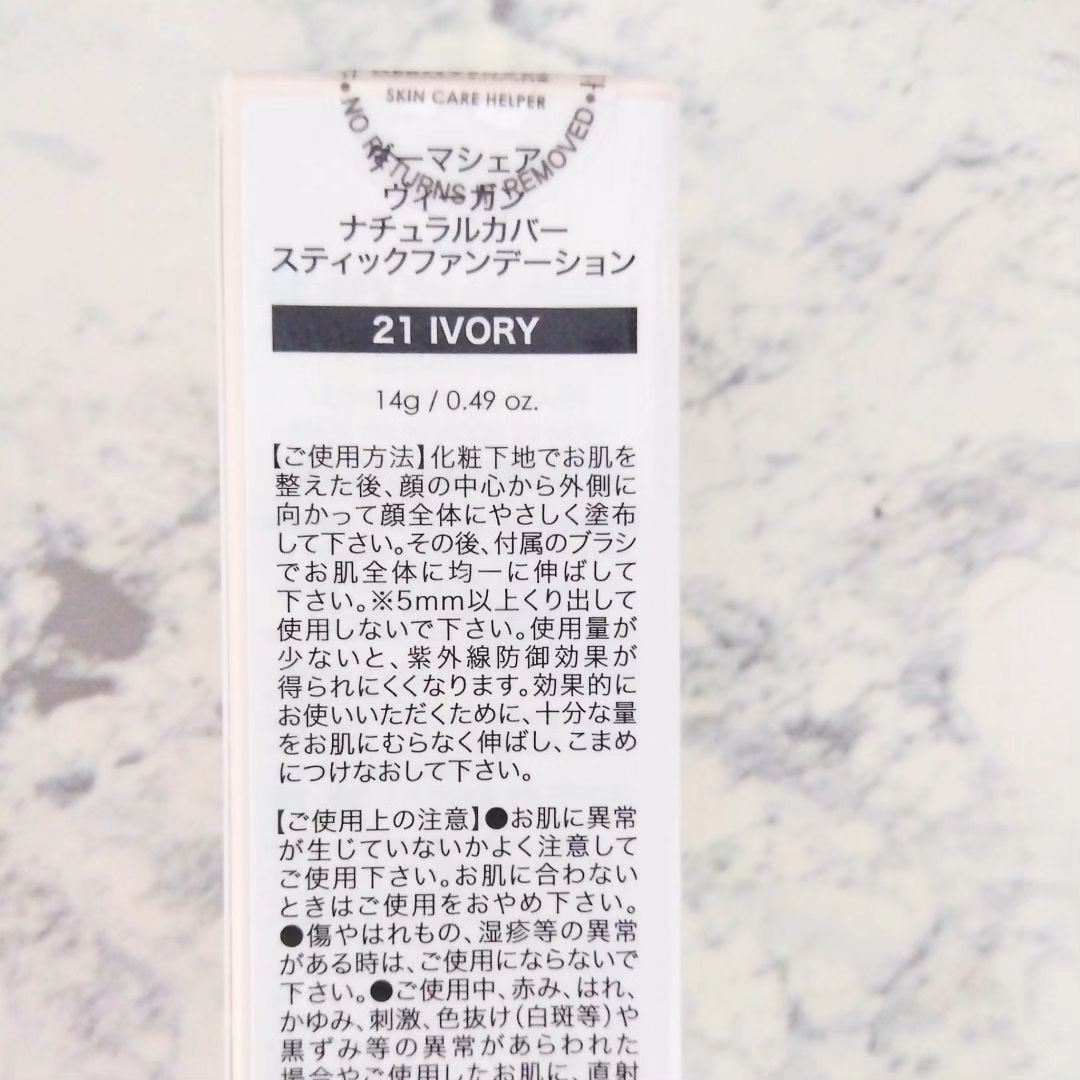 SKIN CARE HELPER
NO RETURNS IF REMOVED
ダーマシェア
ヴィーガン
ナチュラルカバー
スティックファンデーション
21 IVORY
14g / 0.49 oz.
【ご使用方法】化粧下地でお肌を
整えた後、顔の中心から外側に
向かって顔全体にやさしく塗布
して下さい。その後、付属のブラシ
でお肌全体に均一に伸ばして
下さい。※5mm以上くり出して
使用しないで下さい。使用量が
少ないと、紫外線防御効果が
得られにくくなります。効果的に
お使いいただくために、十分な量
をお肌にむらなく伸ばし、こまめ
につけなおして下さい。
【ご使用上の注意】●お肌に異常
が生じていないかよく注意して
ご使用下さい。お肌に合わない
ときはご使用をおやめ下さい。
●傷やはれもの、湿疹等の異常
がある時は、ご使用にならないで
下さい。●ご使用中、赤み、はれ、
かゆみ、刺激、色抜け(白斑等)や
黒ずみ等の異常があらわれた
場合やご使用したお肌に、直射